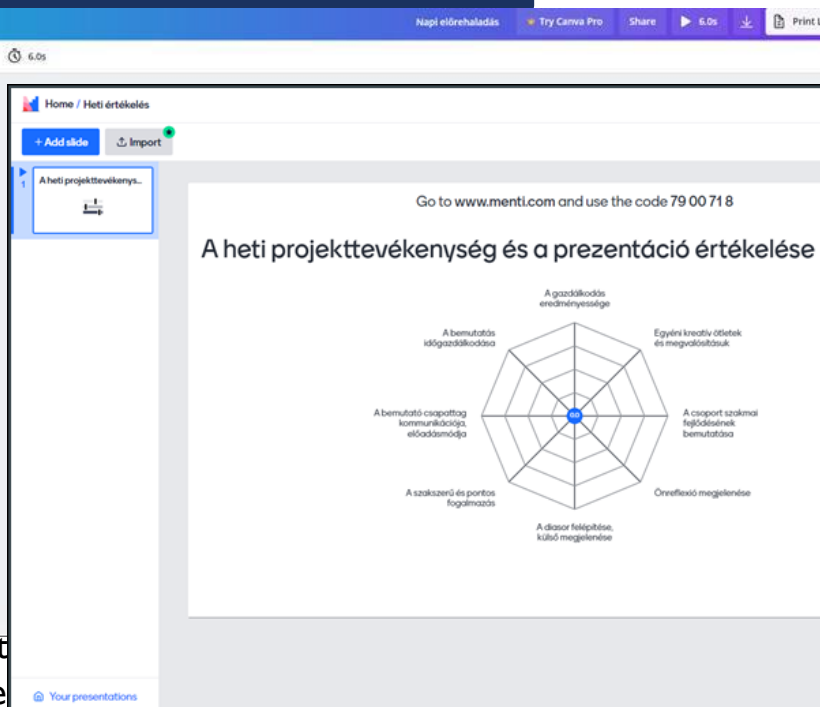 Napi előrehaladás Try Canva Pro Share 6.0s Print
6.0s
Home / Heti értékelés
+ Add slide Import
1
A heti projekttevékenys...
Go to www.menti.com and use the code 79 00 71 8
A heti projekttevékenység és a prezentáció értékelése
A gazdálkodás
eredményessége
Egyéni kreatív ötletek
és megvalósításuk
A csoport szakmai
fejlődésének
bemutatása
Önreflexió megjelenése
A diasor felépítése,
külső megjelenése
A szakszerű és pontos
fogalmazás
A bemutató csapattag
kommunikációja,
előadásmódja
A bemutatás
időgazdálkodása
Your presentations